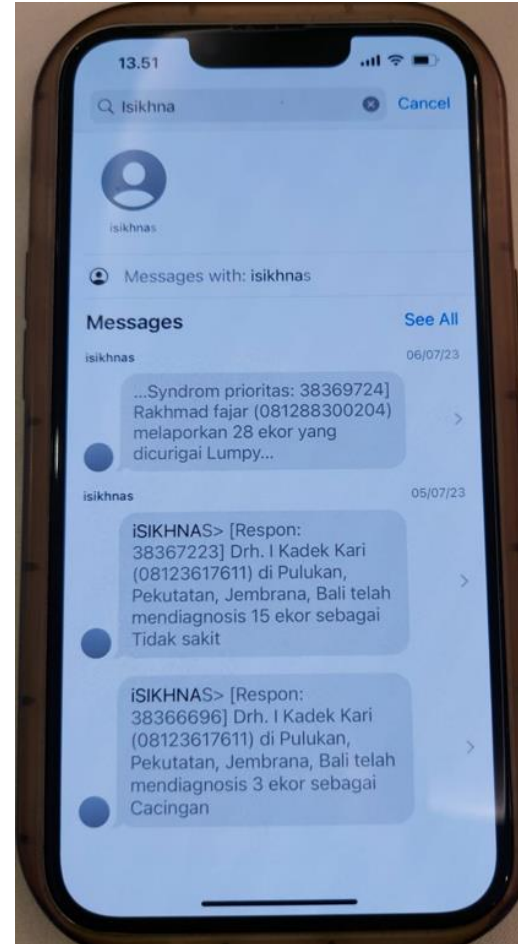 13.51
Isikhna
Cancel
isikhnas
Messages with: isikhnas
Messages
See All
isikhnas
06/07/23
...Syndrom prioritas: 38369724]
Rakhmad fajar (081288300204)
melaporkan 28 ekor yang
dicurigai Lumpy...
isikhnas
05/07/23
iSIKHNAS> [Respon:
38367223] Drh. I Kadek Kari
(08123617611) di Pulukan,
Pekutatan, Jembrana, Bali telah
mendiagnosis 15 ekor sebagai
Tidak sakit
iSIKHNAS> [Respon:
38366696] Drh. I Kadek Kari
(08123617611) di Pulukan,
Pekutatan, Jembrana, Bali telah
mendiagnosis 3 ekor sebagai
Cacingan